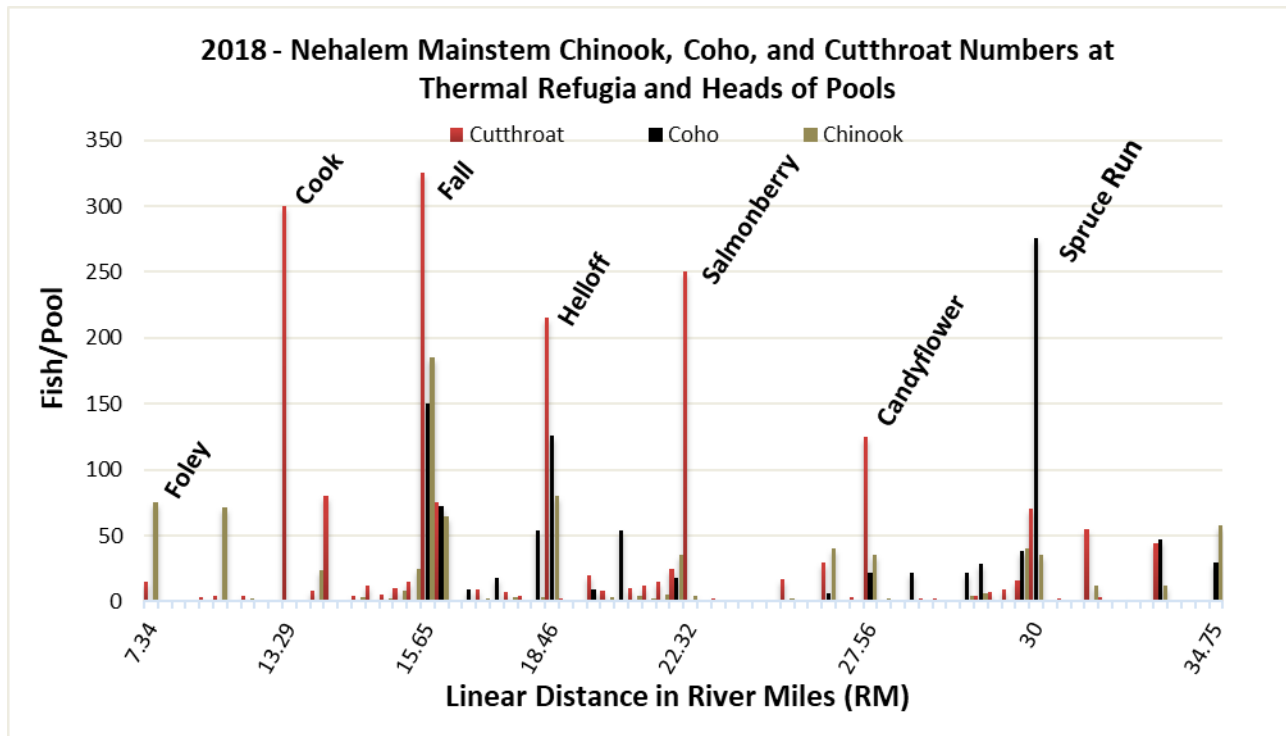 2018 - Nehalem Mainstem Chinook, Coho, and Cutthroat Numbers at
Thermal Refugia and Heads of Pools
Cutthroat Coho Chinook
350
300
250
200
150
100
50
0
Fish/Pool
Foley
Cook
Fall
Helloff
Salmonberry
Candyflower
Spruce Run
7.34
13.29
15.65
18.46
22.32
27.56
30
34.75
Linear Distance in River Miles (RM)